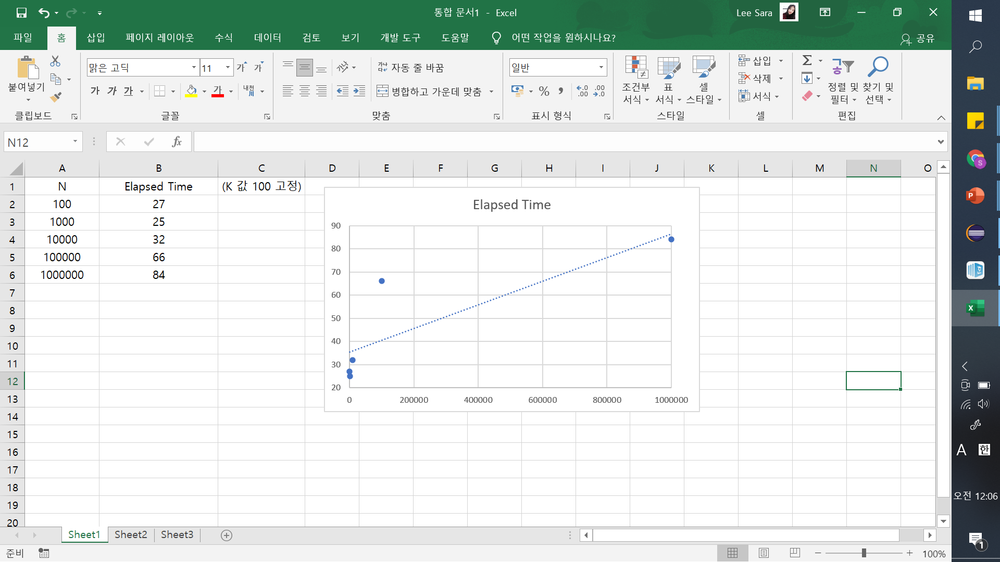 통합 문서1 - Excel
Lee Sara
파일 홈 삽입 페이지 레이아웃 수식 데이터 검토 보기 개발 도구 도움말 어떤 작업을 원하시나요? 공유
붙여넣기
클립보드
맑은 고딕 11 가 가
가 가 가 가 내천 川
글꼴
가나 다라 자동 줄 바꿈
병합하고 가운데 맞춤
맞춤
일반
% , .0 .00 .00 .0
표시 형식
조건부 서식
표 서식
셀 스타일
스타일
삽입
삭제
서식
셀
정렬 및 필터
찾기 및 선택
편집
N12
fx
A B C D E F G H I J K L M N O
1 N Elapsed Time (K 값 100 고정)
2 100 27
3 1000 25
4 10000 32
5 100000 66
6 1000000 84
7
8
9
10
11
12
13
14
15
16
17
18
19
20
Elapsed Time
90
80
70
60
50
40
30
20
0 200000 400000 600000 800000 1000000
Sheet1 Sheet2 Sheet3
준비
100%
A 한
오전 12:06
1